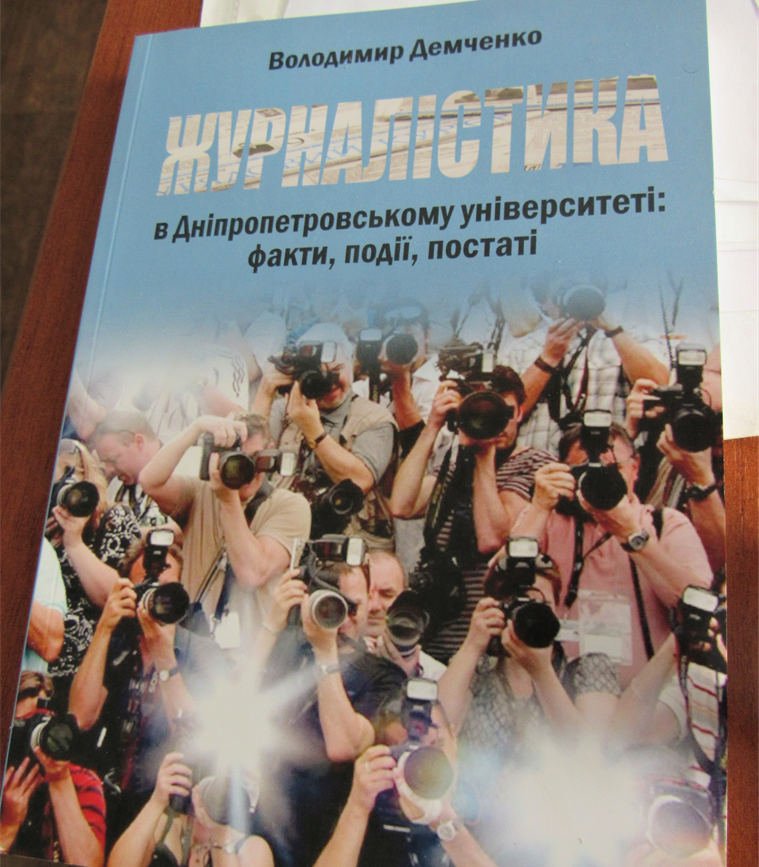 Володимир Демченко
ЖУРНАЛІСТИКА
в Дніпропетровському університеті:
факти, події, постаті